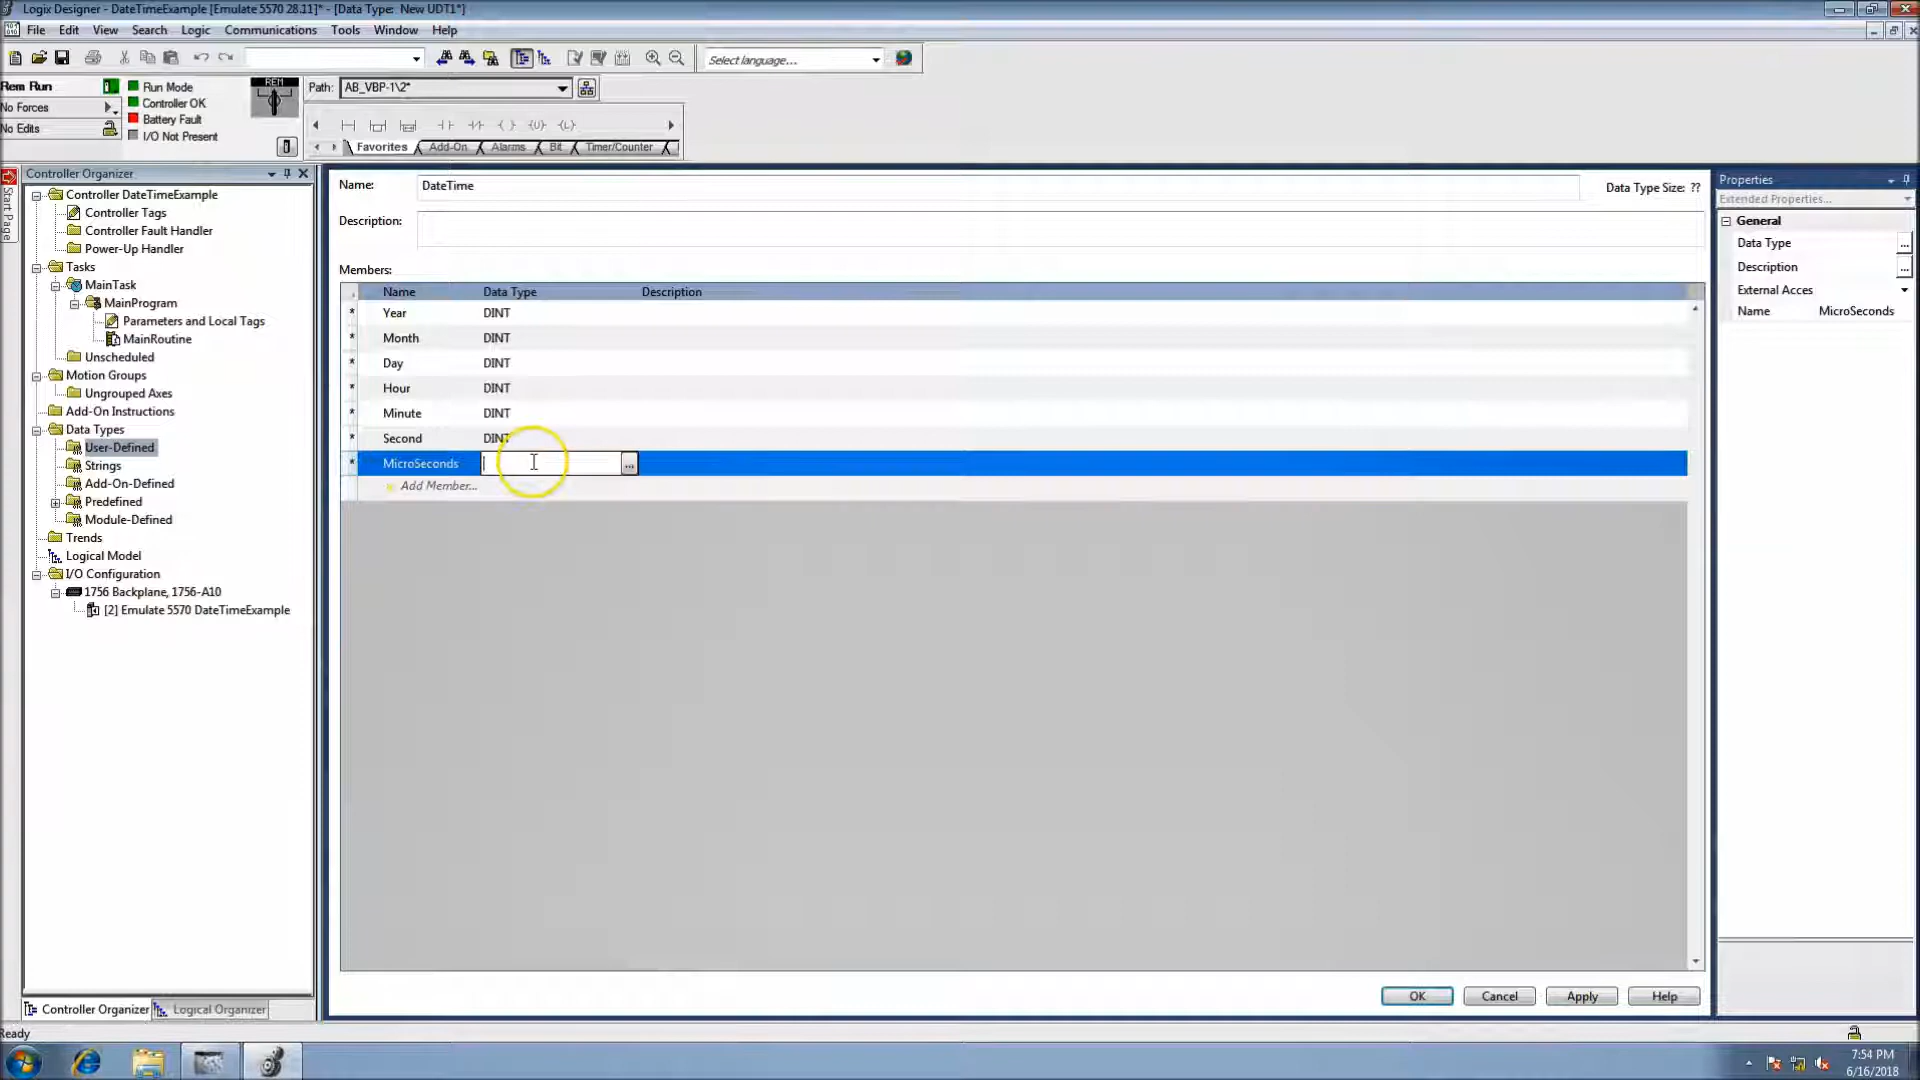 Logix Designer - DateTimeExample [Emulate 5570 28.11]* - [Data Type:  New UDT1*]
File Edit View Search Logic Communications Tools Window Help
Select language...
Rem Run
No Forces
No Edits
Run Mode
Controller OK
Battery Fault
I/O Not Present
REM
Path: AB_VBP-1\2*
Favorites Add-On Alarms Bit Timer/Counter
Start Page
Controller Organizer
Controller DateTimeExample
Controller Tags
Controller Fault Handler
Power-Up Handler
Tasks
MainTask
MainProgram
Parameters and Local Tags
MainRoutine
Unscheduled
Motion Groups
Ungrouped Axes
Add-On Instructions
Data Types
User-Defined
Strings
Add-On-Defined
Predefined
Module-Defined
Trends
Logical Model
I/O Configuration
1756 Backplane, 1756-A10
[2] Emulate 5570 DateTimeExample
Controller Organizer Logical Organizer
Name: DateTime Data Type Size: ??
Description:
Members:
Name Data Type Description
* Year DINT
* Month DINT
* Day DINT
* Hour DINT
* Minute DINT
* Second DINT
* MicroSeconds ...
Add Member...
OK Cancel Apply Help
Properties
Extended Properties...
General
Data Type ...
Description ...
External Acces
Name MicroSeconds
Ready
7:54 PM
6/16/2018